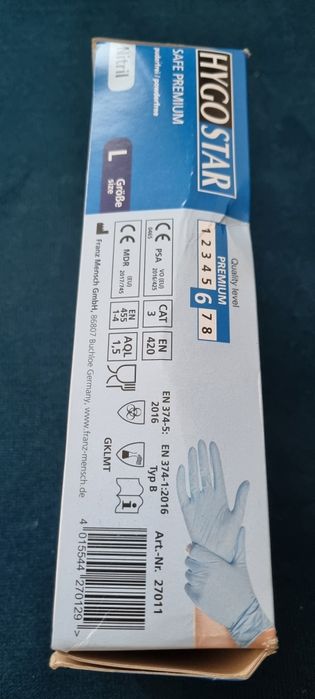 HYGOSTAR
SAFE PREMIUM
puderfrei | powderfree
Nitril
L Größe
size
Quality level
PREMIUM
1 2 3 4 5 6 7 8
CE PSA VO (EU)
2016/425
0465
CAT
3
EN
420
CE MDR (EU)
2017/745
EN
455
1-4
AQL
1,5
Franz Mensch GmbH, 86807 Buchloe Germany, www.franz-mensch.de
EN 374-5:
2016
EN 374-1:2016
Typ B
GKLMT
i
Art.-Nr. 27011
4 015544 270129 >